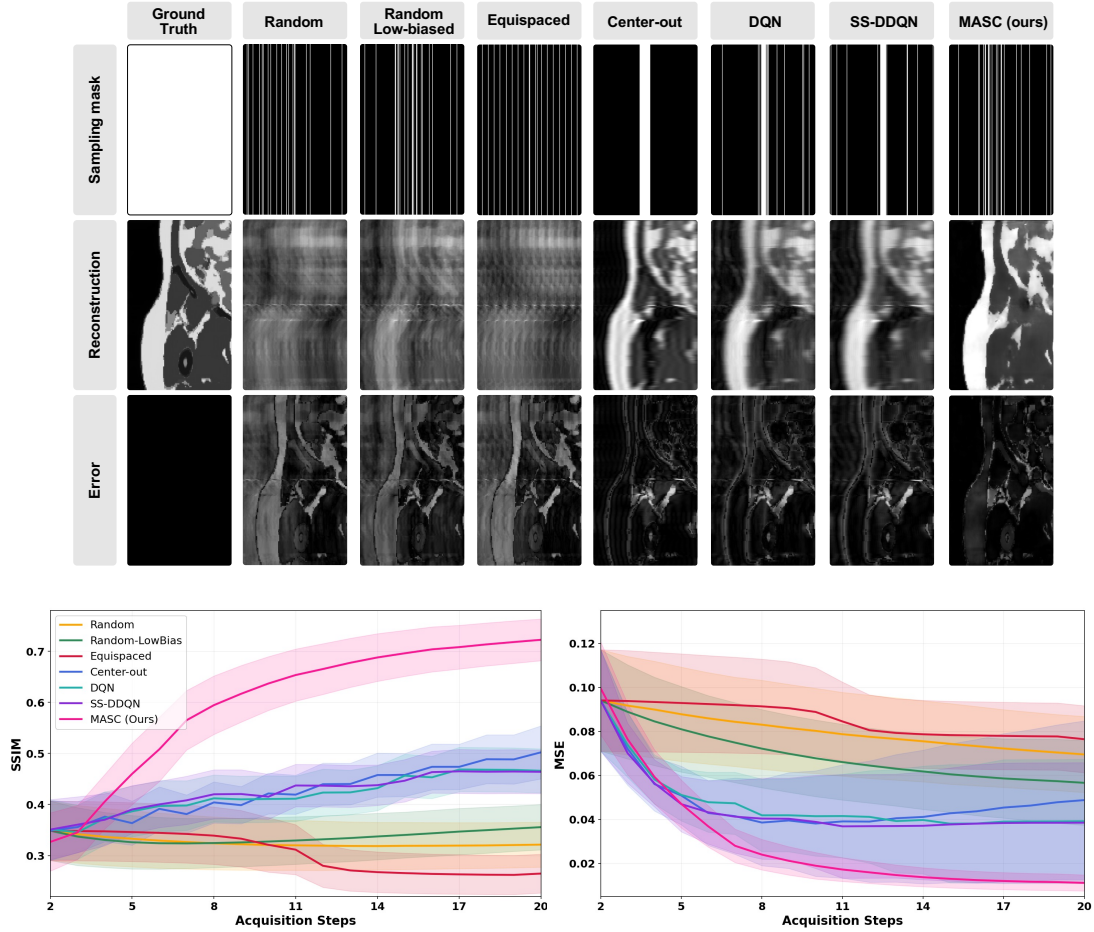 Ground
Truth
Random
Random
Low-biased
Equispaced
Center-out
DQN
SS-DDQN
MASC (ours)
Sampling mask
Reconstruction
Error
SSIM
0.7
0.6
0.5
0.4
0.3
Random
Random-LowBias
Equispaced
Center-out
DQN
SS-DDQN
MASC (Ours)
2 5 8 11 14 17 20
Acquisition Steps
MSE
0.12
0.10
0.08
0.06
0.04
0.02
2 5 8 11 14 17 20
Acquisition Steps